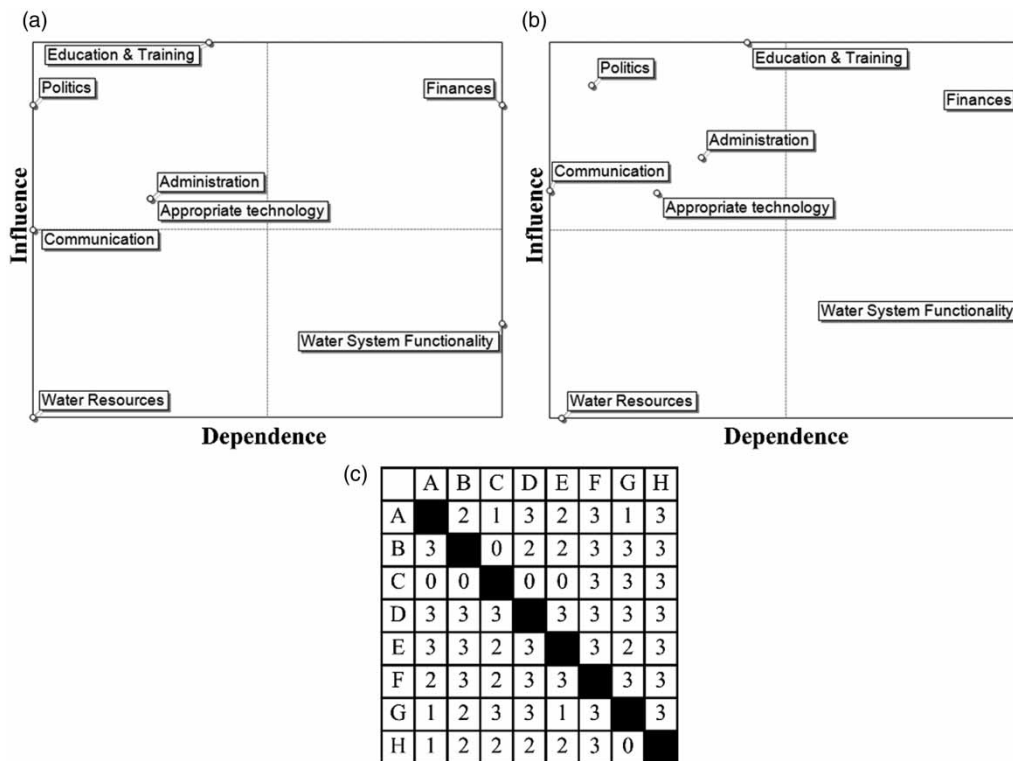 (a)
Education & Training
Politics
Finances
Administration
Appropriate technology
Communication
Water System Functionality
Water Resources
Influence
Dependence
(b)
Education & Training
Politics
Finances
Administration
Communication
Appropriate technology
Water System Functionality
Water Resources
Influence
Dependence
(c)
A B C D E F G H
A 2 1 3 2 3 1 3
B 3 0 2 2 3 3 3
C 0 0 0 0 3 3 3
D 3 3 3 3 3 3 3
E 3 3 2 3 3 2 3
F 2 3 2 3 3 3 3
G 1 2 3 3 1 3 3
H 1 2 2 2 2 3 0